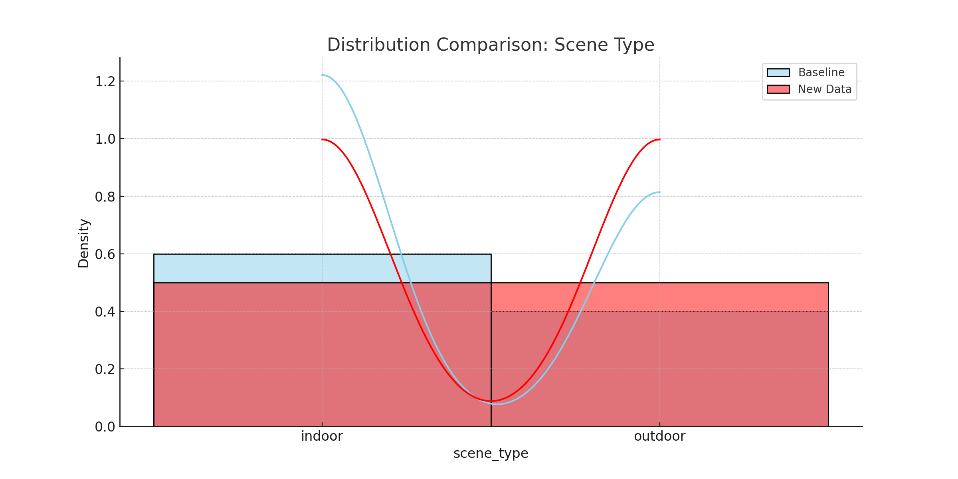 Distribution Comparison: Scene Type
Baseline
New Data
Density
1.2
1.0
0.8
0.6
0.4
0.2
0.0
indoor
outdoor
scene_type